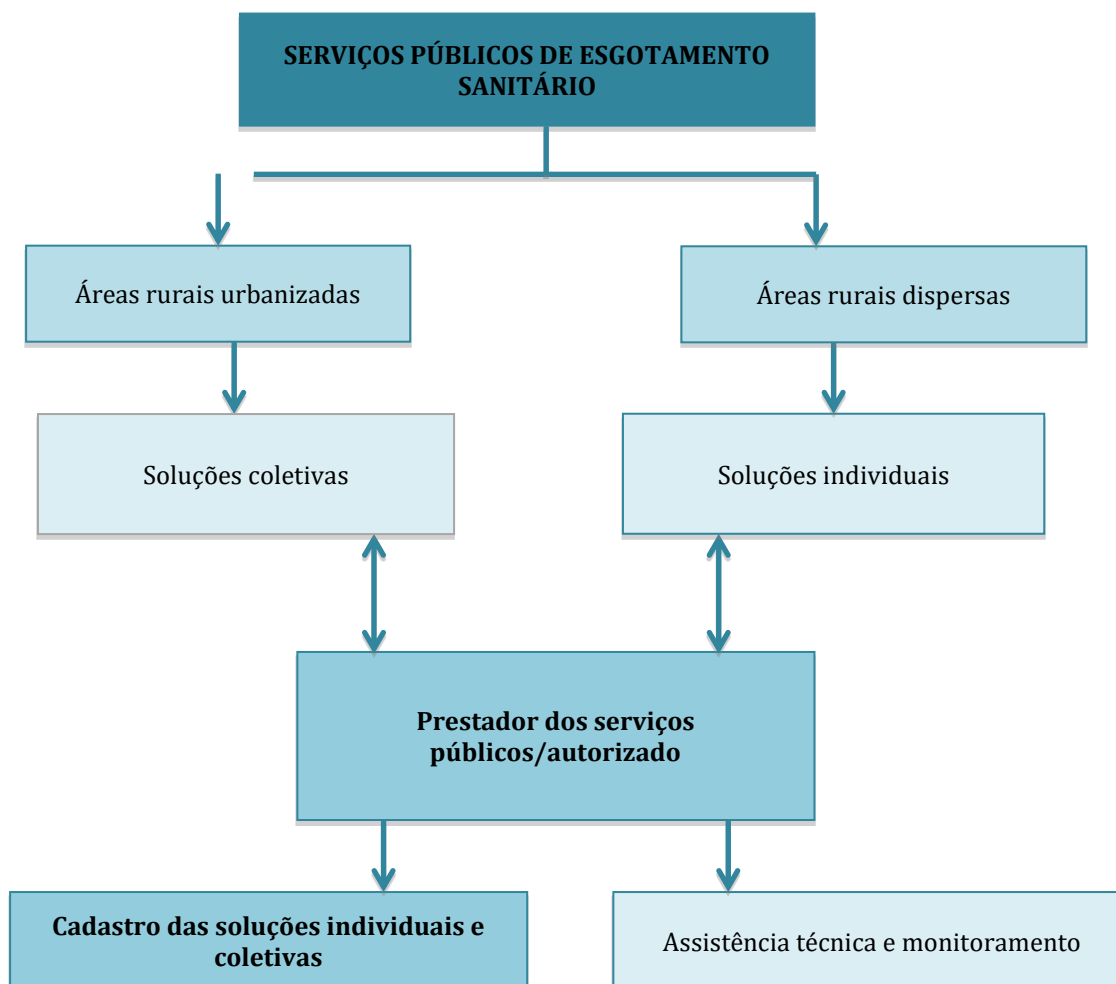 SERVIÇOS PÚBLICOS DE ESGOTAMENTO
SANITÁRIO
Áreas rurais urbanizadas
Áreas rurais dispersas
Soluções coletivas
Soluções individuais
Prestador dos serviços
públicos/autorizado
Cadastro das soluções individuais e
coletivas
Assistência técnica e monitoramento